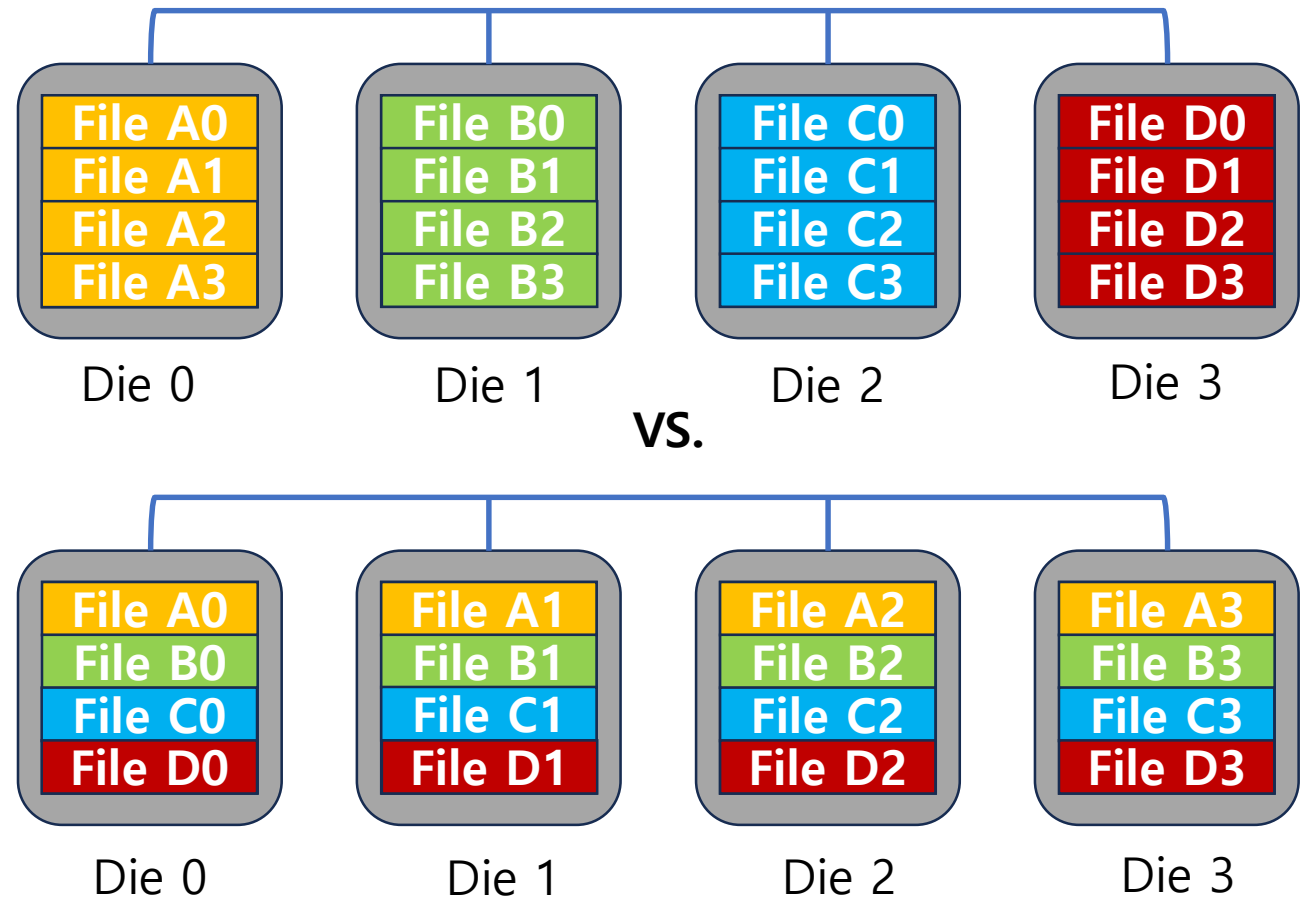 File A0
File A1
File A2
File A3
Die 0
File B0
File B1
File B2
File B3
Die 1
File C0
File C1
File C2
File C3
Die 2
File D0
File D1
File D2
File D3
Die 3
VS.
File A0
File B0
File C0
File D0
Die 0
File A1
File B1
File C1
File D1
Die 1
File A2
File B2
File C2
File D2
Die 2
File A3
File B3
File C3
File D3
Die 3